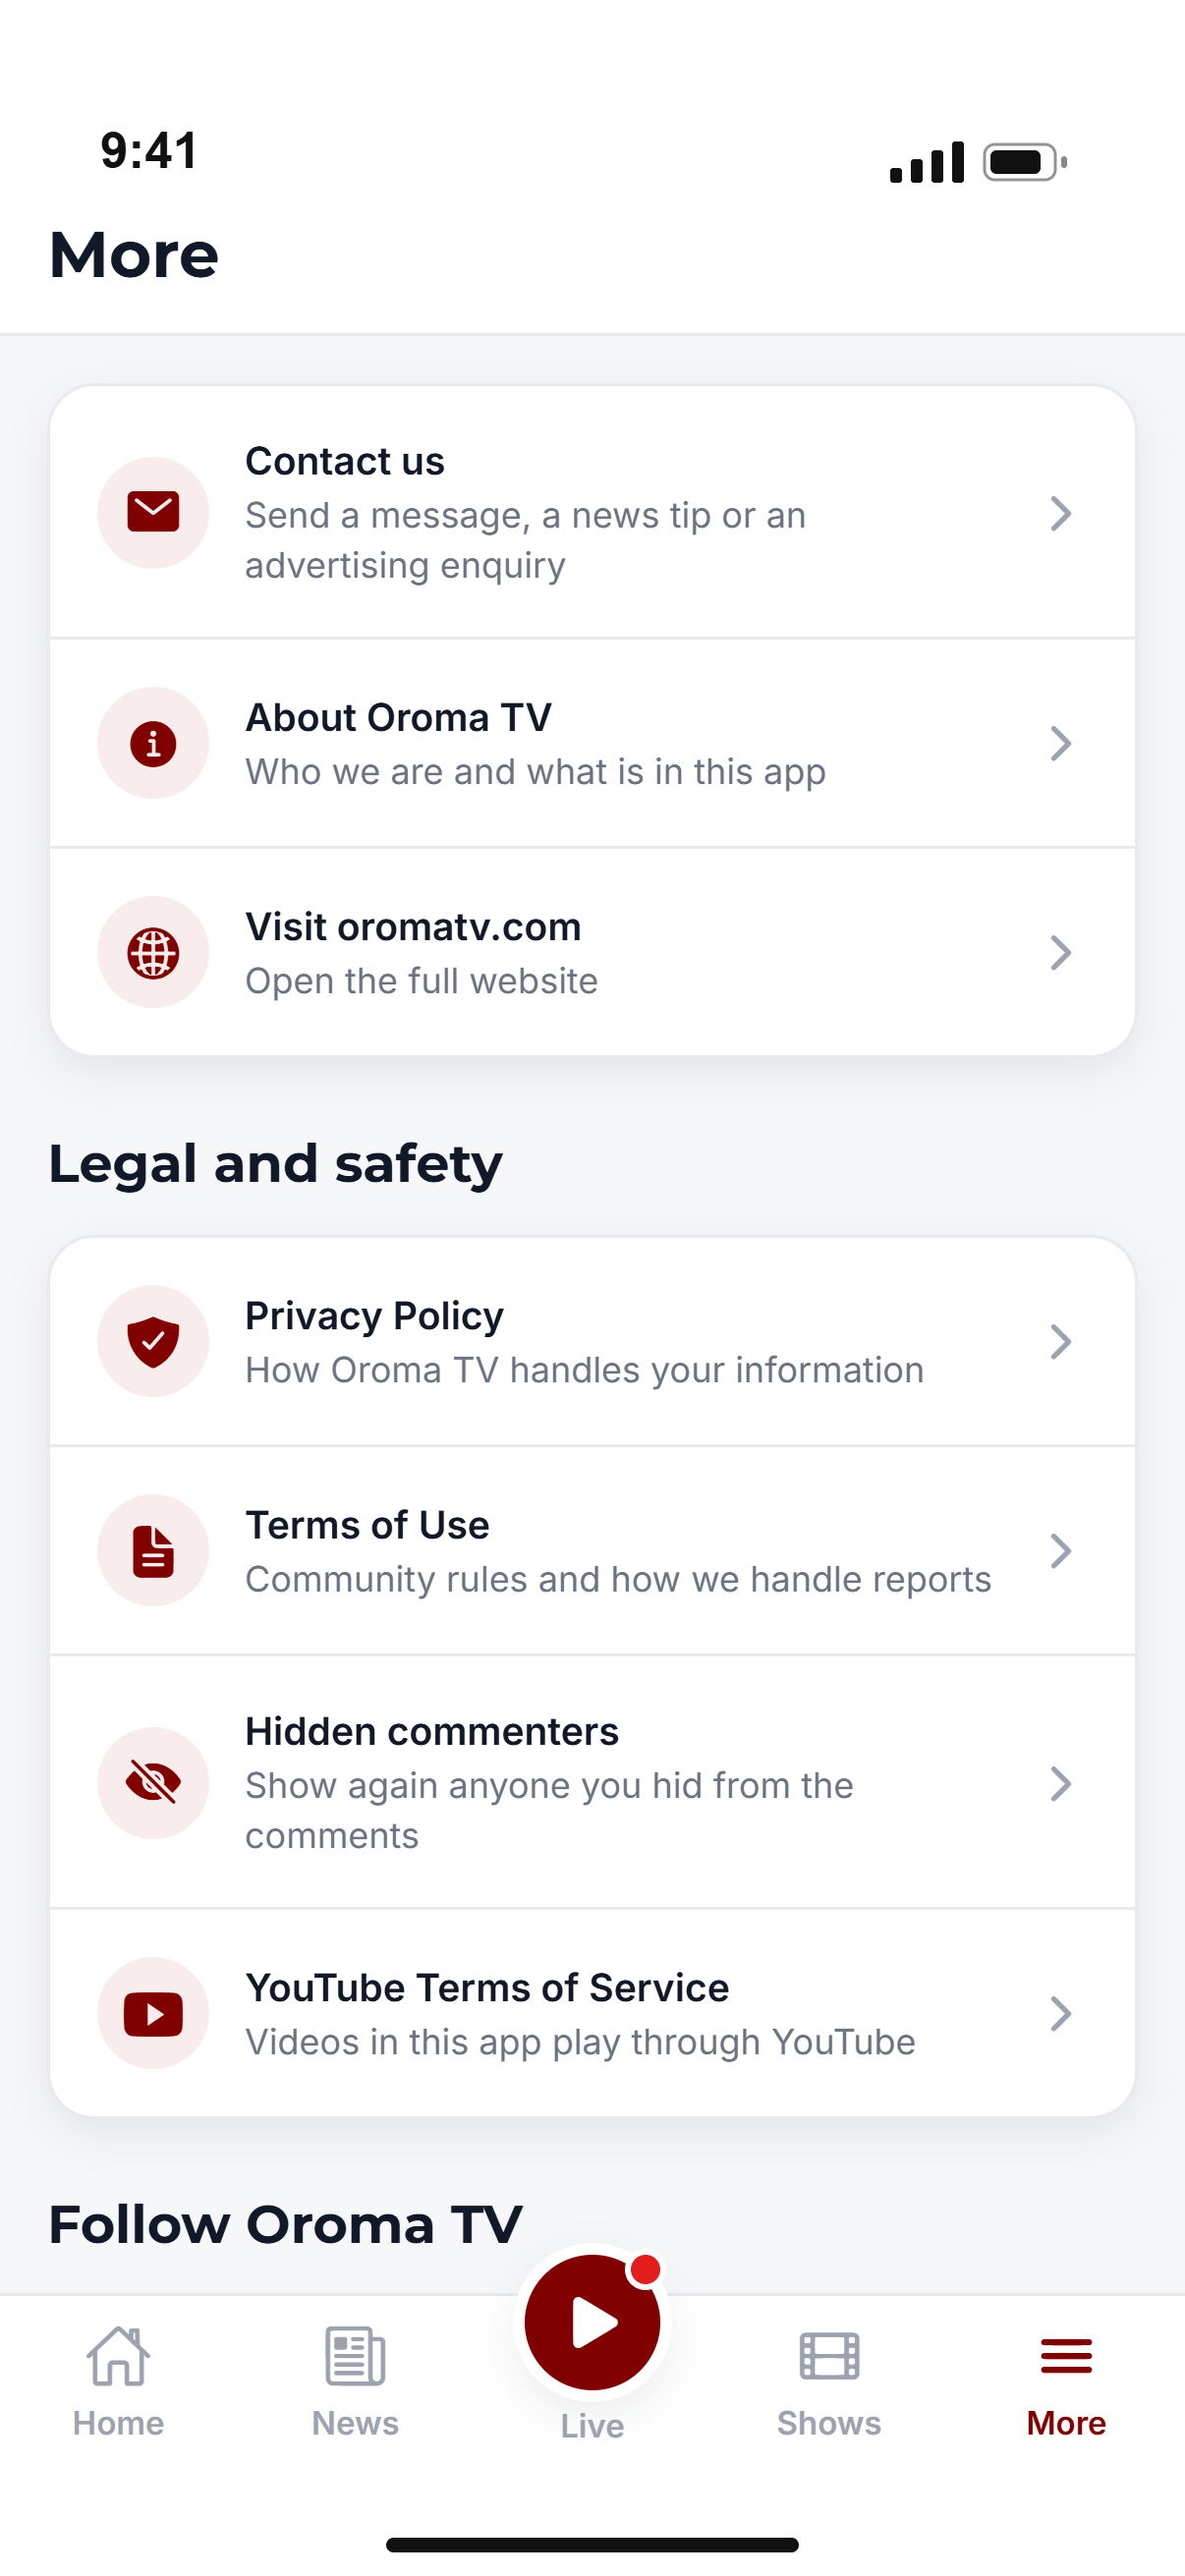 9:41
More
Contact us
Send a message, a news tip or an
advertising enquiry
About Oroma TV
Who we are and what is in this app
Visit oromatv.com
Open the full website
Legal and safety
Privacy Policy
How Oroma TV handles your information
Terms of Use
Community rules and how we handle reports
Hidden commenters
Show again anyone you hid from the
comments
YouTube Terms of Service
Videos in this app play through YouTube
Follow Oroma TV
Home
News
Live
Shows
More